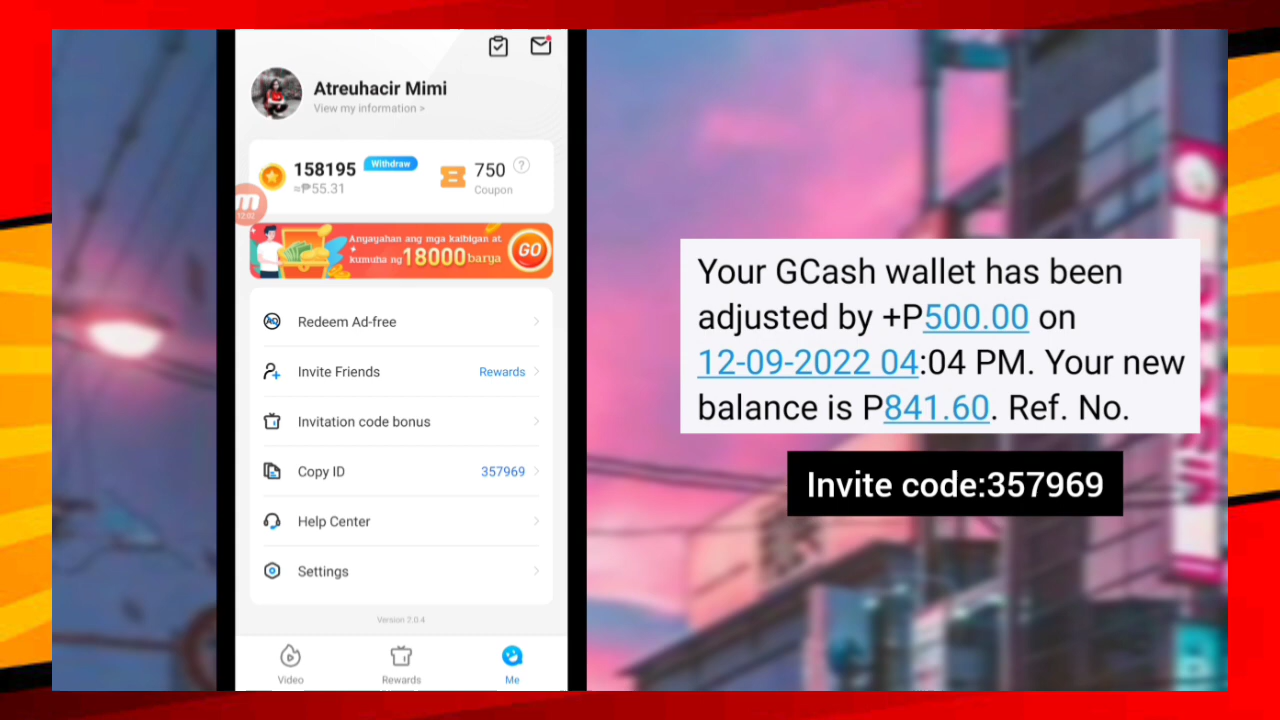 Atreuhacir Mimi
View my information >
158195
Withdraw
≈₱55.31
750
?
Coupon
m
12:02
Anyayahan ang mga kaibigan at
kumuha ng 18000 barya
GO
AD
Redeem Ad-free
Invite Friends
Rewards
Invitation code bonus
Copy ID
357969
Help Center
Settings
Version 2.0.4
Video
Rewards
Me
Your GCash wallet has been
adjusted by +P500.00 on
12-09-2022 04:04 PM. Your new
balance is P841.60. Ref. No.
Invite code:357969